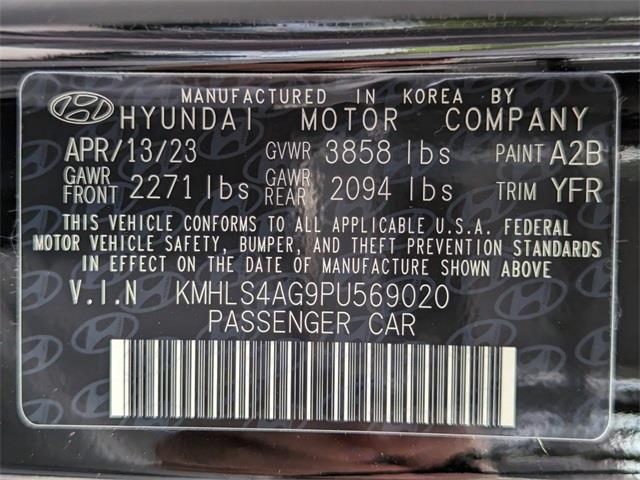 MANUFACTURED IN KOREA BY
HYUNDAI MOTOR COMPANY
APR/13/23 GVWR 3858 lbs PAINT A2B
GAWR FRONT 2271 lbs GAWR REAR 2094 lbs TRIM YFR
THIS VEHICLE CONFORMS TO ALL APPLICABLE U.S.A. FEDERAL
MOTOR VEHICLE SAFETY, BUMPER, AND THEFT PREVENTION STANDARDS
IN EFFECT ON THE DATE OF MANUFACTURE SHOWN ABOVE
V.I.N KMHLS4AG9PU569020
PASSENGER CAR